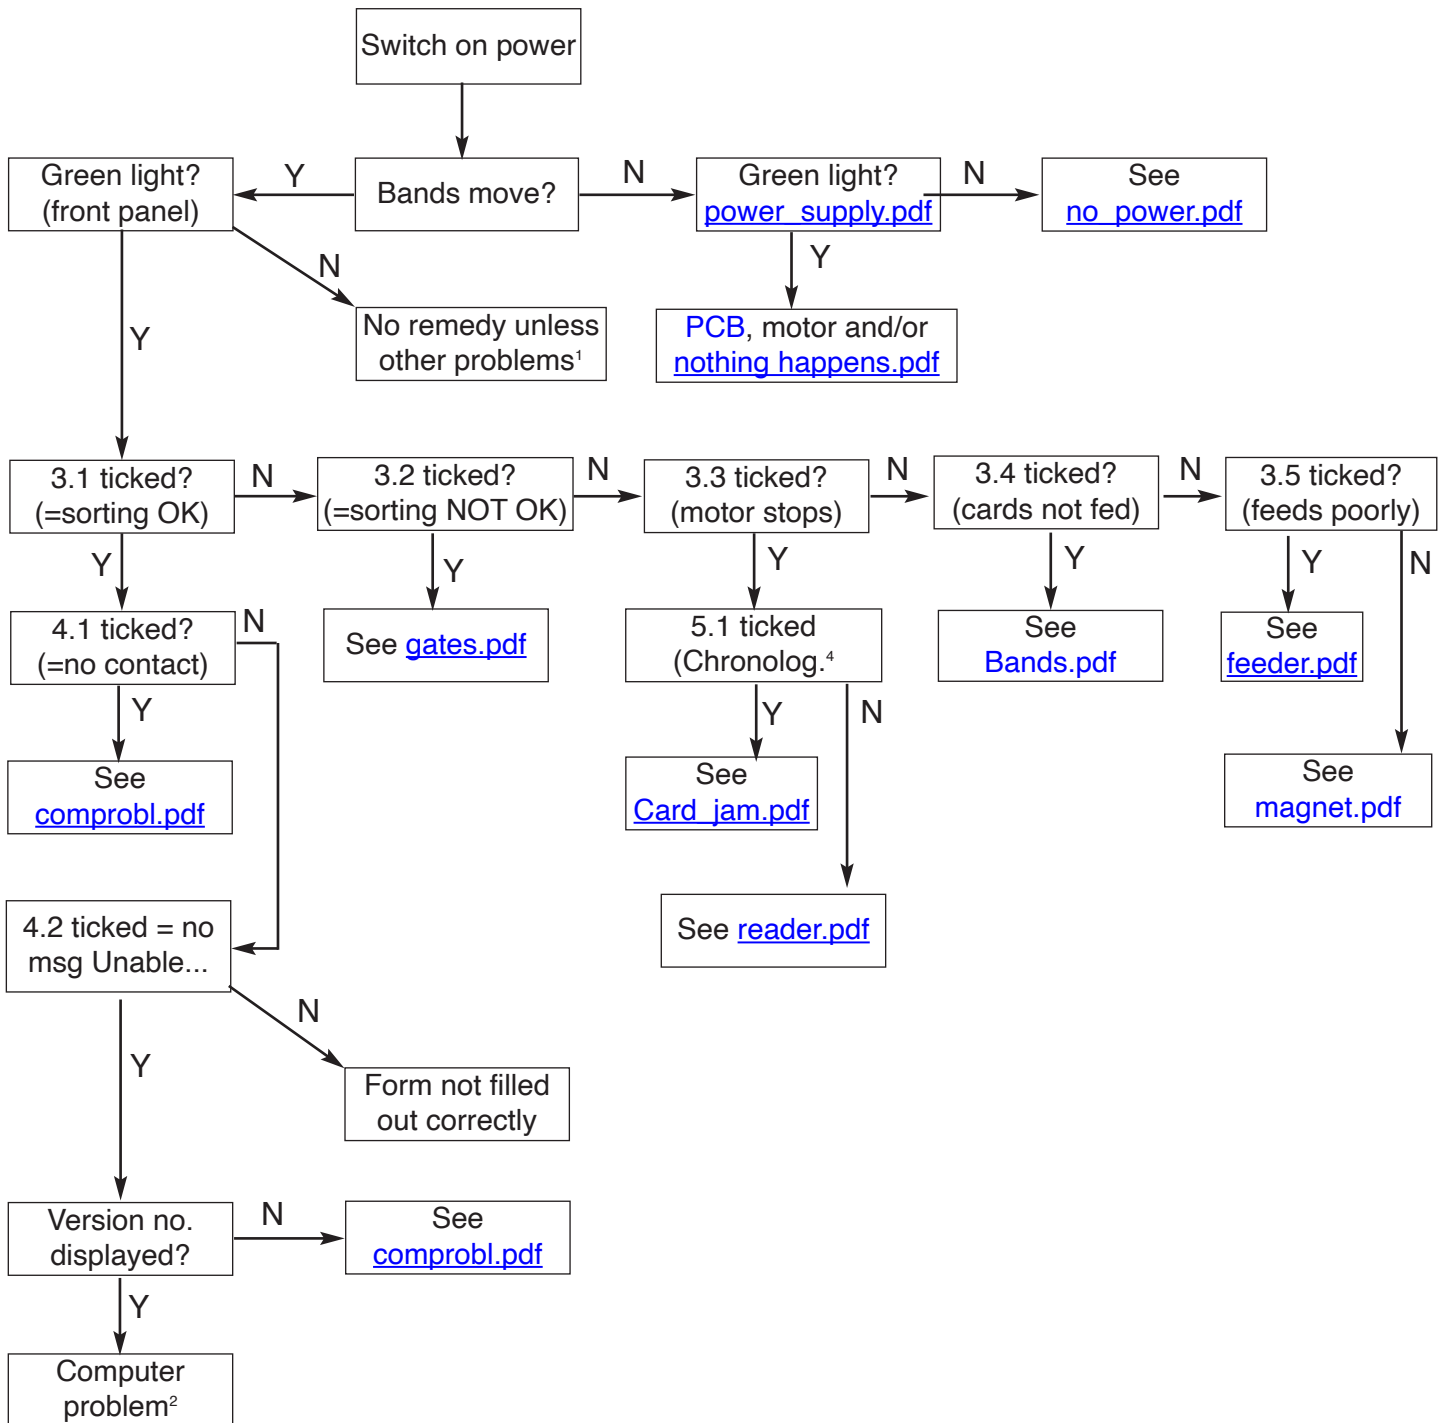 Switch on power
Green light?
(front panel)
Y
Bands move?
N
Green light?
power_supply.pdf
N
See
no_power.pdf
N
Y
Y
No remedy unless
other problems¹
PCB, motor and/or
nothing happens.pdf
3.1 ticked?
(=sorting OK)
N
3.2 ticked?
(=sorting NOT OK)
N
3.3 ticked?
(motor stops)
N
3.4 ticked?
(cards not fed)
N
3.5 ticked?
(feeds poorly)
Y
Y
Y
Y
Y
N
4.1 ticked?
(=no contact)
N
See gates.pdf
5.1 ticked
(Chronolog.⁴
See
Bands.pdf
See
feeder.pdf
Y
Y
N
See
comprobl.pdf
See
Card_jam.pdf
See
magnet.pdf
4.2 ticked = no
msg Unable...
See reader.pdf
N
Y
Form not filled
out correctly
Version no.
displayed?
N
See
comprobl.pdf
Y
Computer
problem²